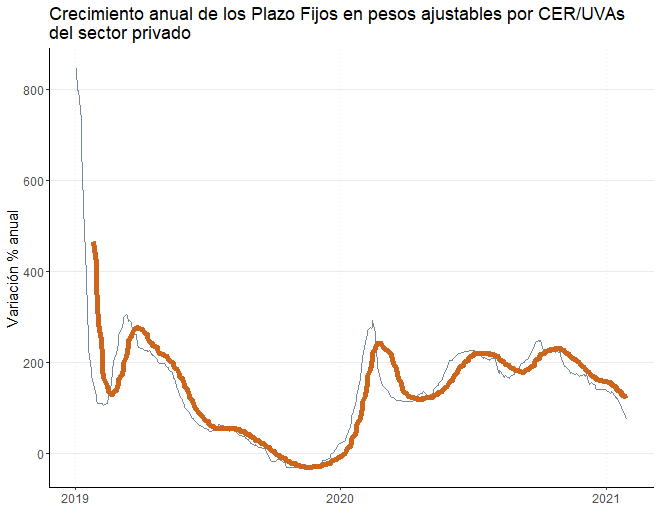 Crecimiento anual de los Plazo Fijos en pesos ajustables por CER/UVAs
del sector privado
Variación % anual
800
600
400
200
0
2019
2020
2021